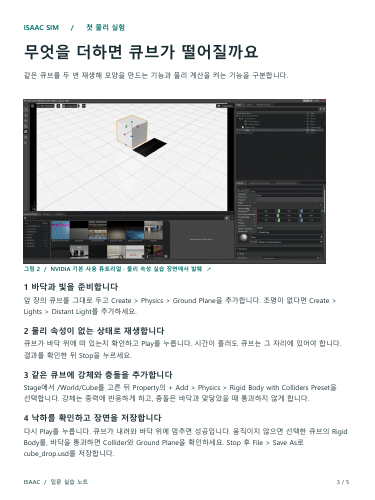 ISAAC SIM / 첫 물리 실험
무엇을 더하면 큐브가 떨어질까요
같은 큐브를 두 번 재생해 모양을 만드는 기능과 물리 계산을 켜는 기능을 구분합니다.
그림 2 / NVIDIA 기본 사용 튜토리얼 · 물리 속성 실습 장면에서 발췌 ↗
1 바닥과 빛을 준비합니다
앞 장의 큐브를 그대로 두고 Create > Physics > Ground Plane을 추가합니다. 조명이 없다면 Create >
Lights > Distant Light를 추가하세요.
2 물리 속성이 없는 상태로 재생합니다
큐브가 바닥 위에 떠 있는지 확인하고 Play를 누릅니다. 시간이 흘러도 큐브는 그 자리에 있어야 합니다.
결과를 확인한 뒤 Stop을 누르세요.
3 같은 큐브에 강체와 충돌을 추가합니다
Stage에서 /World/Cube를 고른 뒤 Property의 + Add > Physics > Rigid Body with Colliders Preset을
선택합니다. 강체는 중력에 반응하게 하고, 충돌은 바닥과 맞닿았을 때 통과하지 않게 합니다.
4 낙하를 확인하고 장면을 저장합니다
다시 Play를 누릅니다. 큐브가 내려와 바닥 위에 멈추면 성공입니다. 움직이지 않으면 선택한 큐브의 Rigid
Body를, 바닥을 통과하면 Collider와 Ground Plane을 확인하세요. Stop 후 File > Save As로
cube_drop.usd를 저장합니다.
ISAAC / 입문 실습 노트
3 / 5